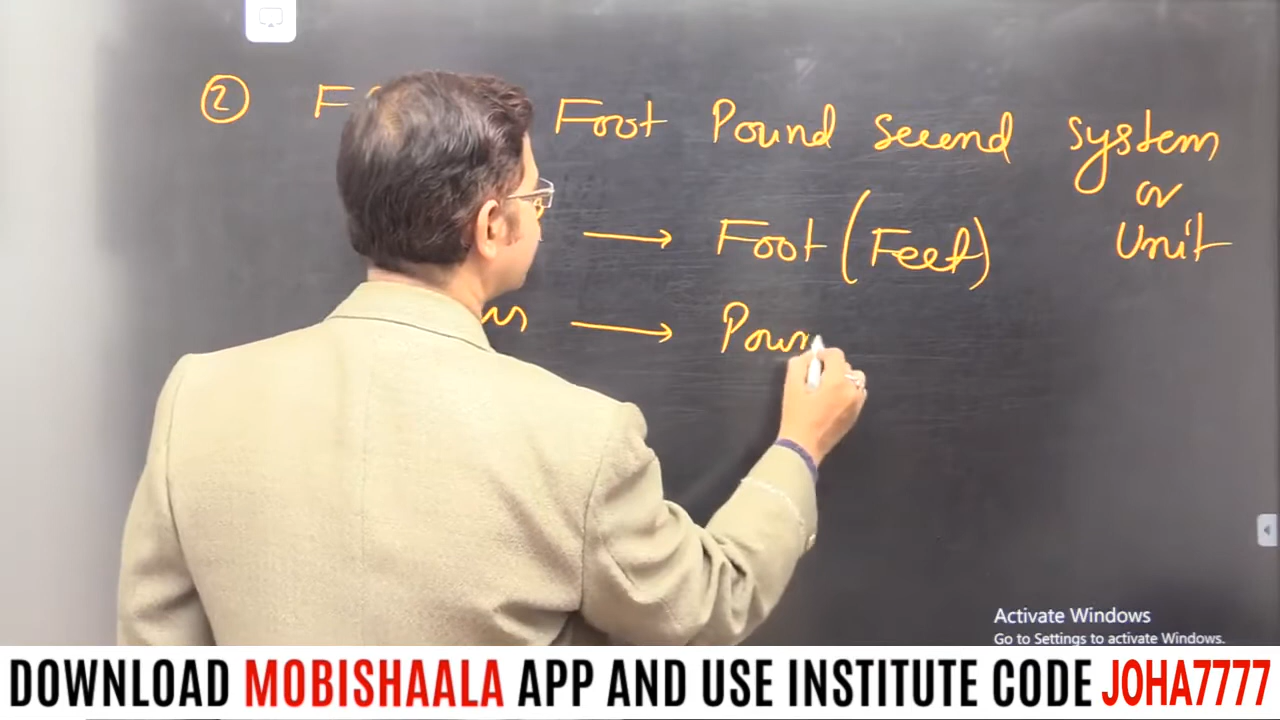 ② F Foot Pound Second System
or
→ Foot (Feet) Unit
→ Poun
Activate Windows
Go to Settings to activate Windows.
DOWNLOAD MOBISHAALA APP AND USE INSTITUTE CODE JOHA7777